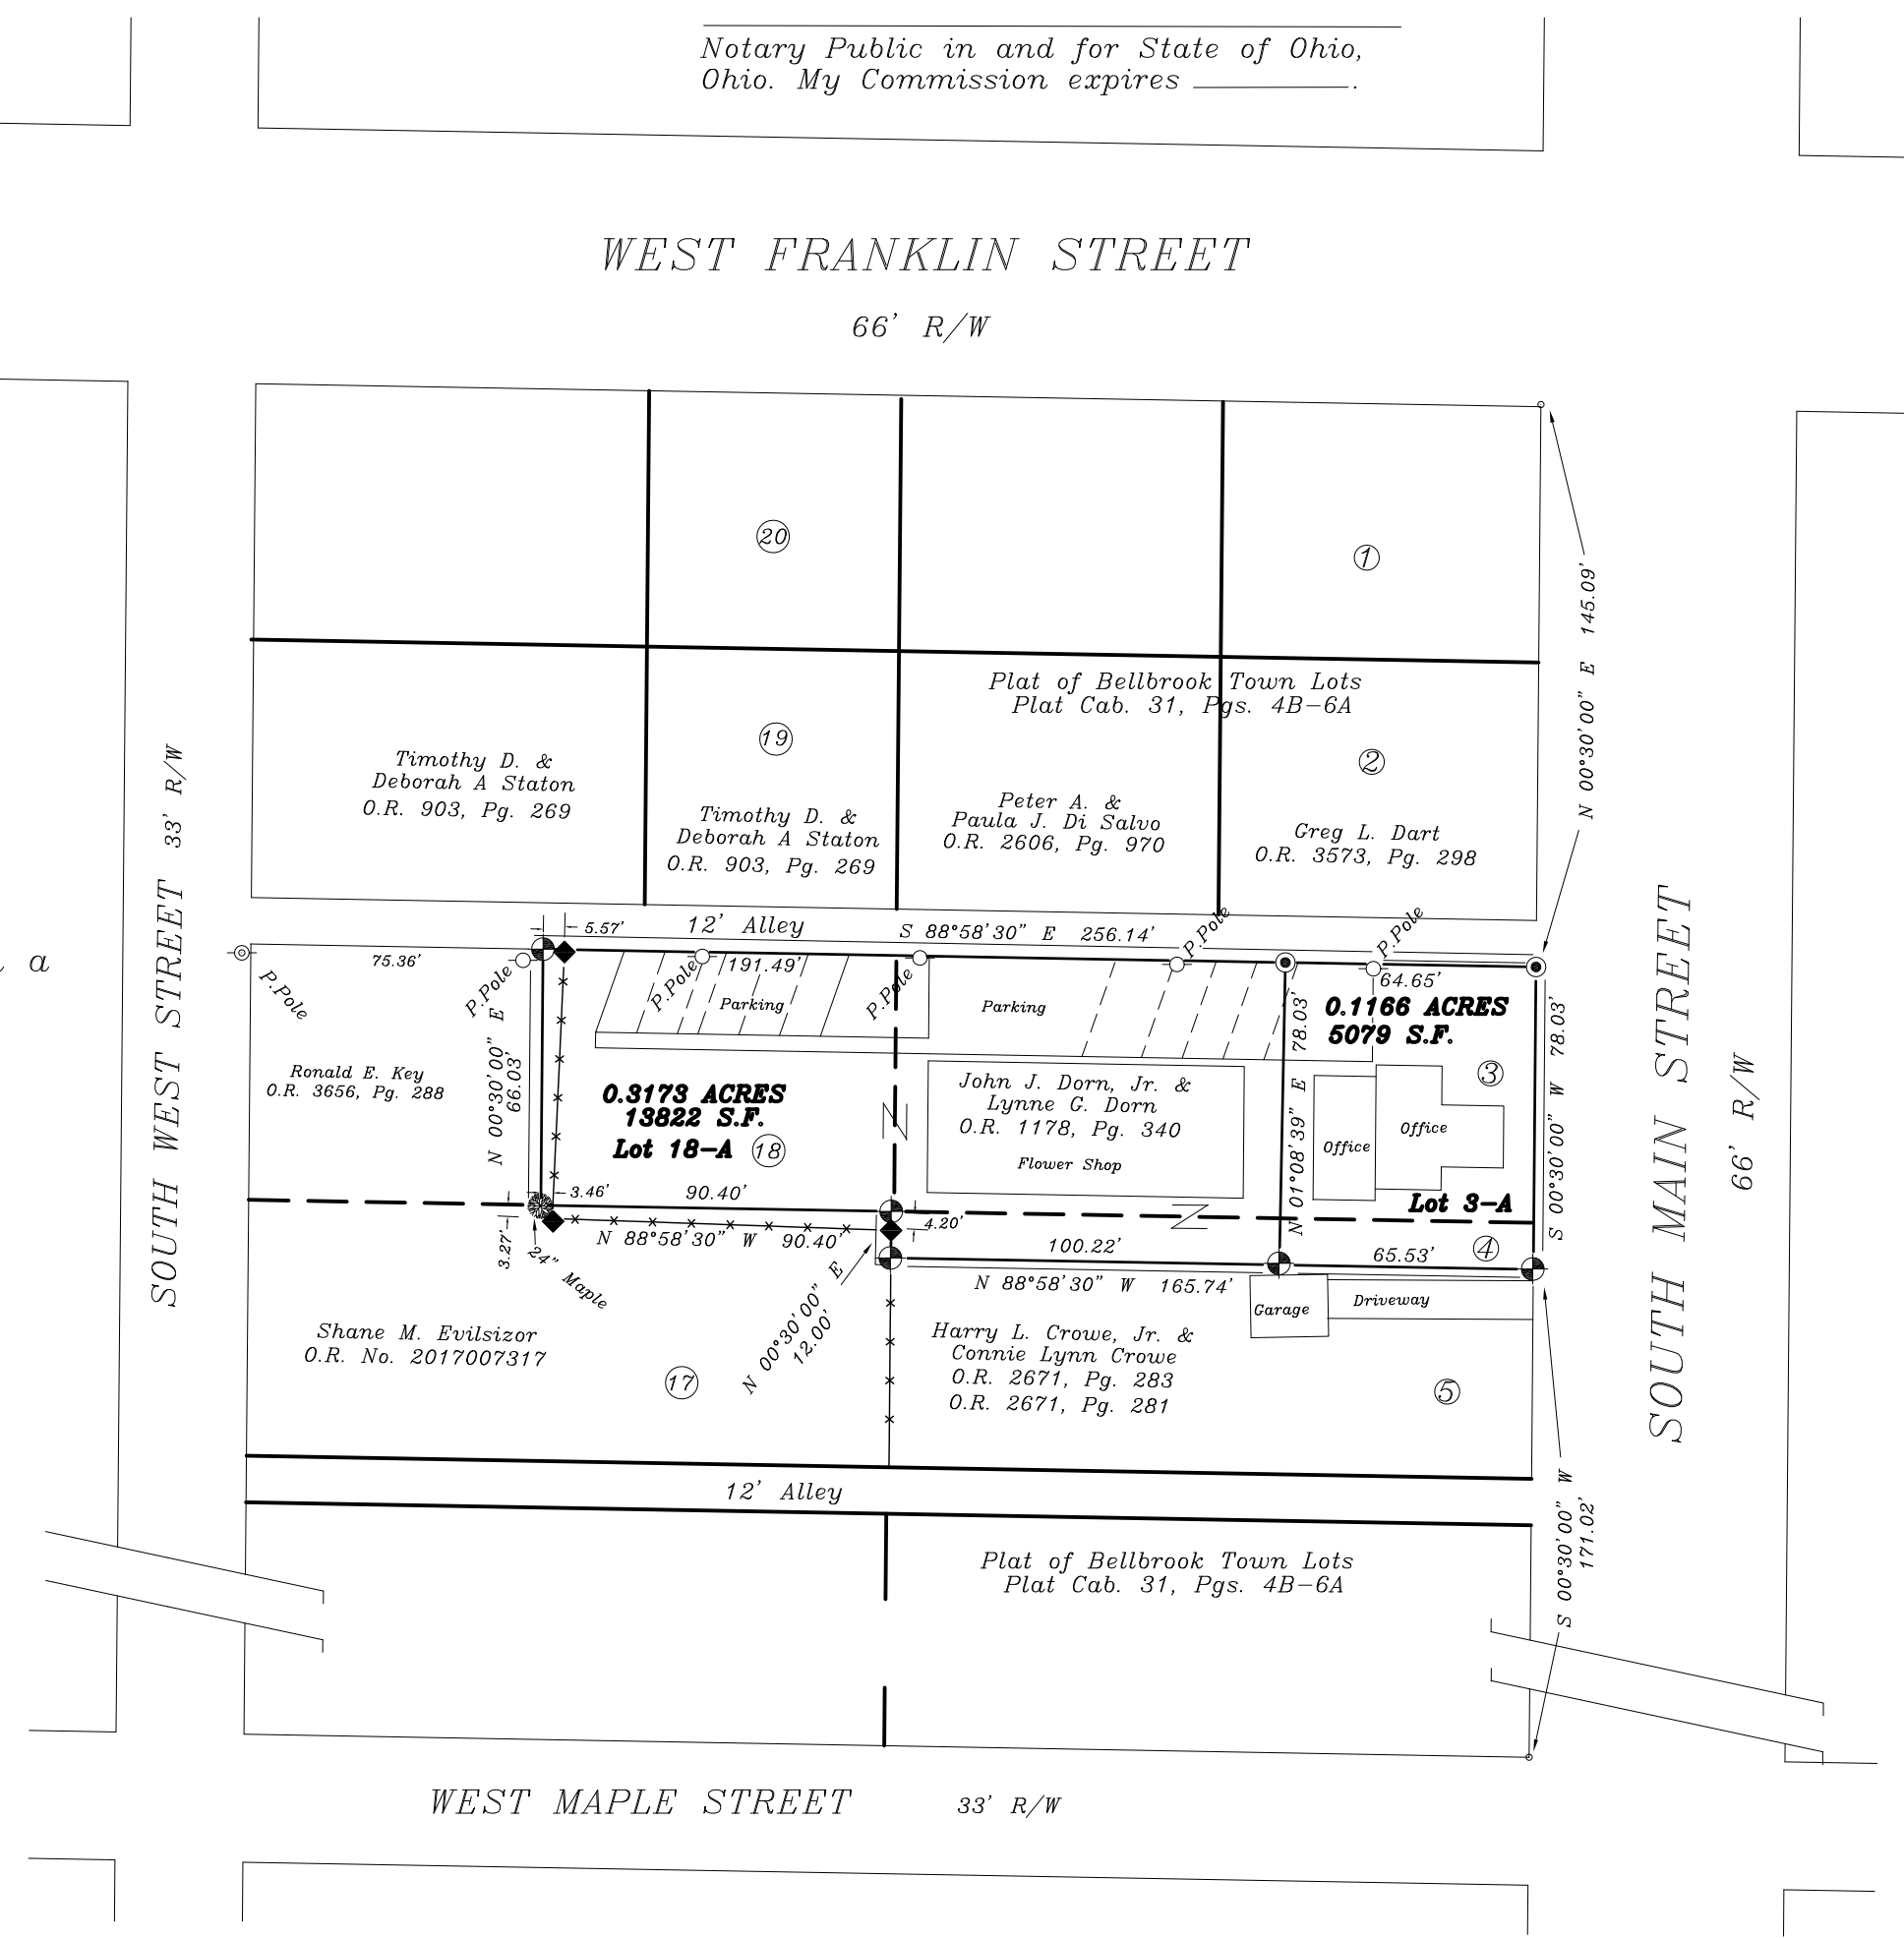 Notary Public in and for State of Ohio,
Ohio. My Commission expires __________.
WEST FRANKLIN STREET
66' R/W
20
1
N 00°30'00" E 145.09'
Plat of Bellbrook Town Lots
Plat Cab. 31, Pgs. 4B-6A
19
2
Timothy D. &
Deborah A Staton
O.R. 903, Pg. 269
Timothy D. &
Deborah A Staton
O.R. 903, Pg. 269
Peter A. &
Paula J. Di Salvo
O.R. 2606, Pg. 970
Greg L. Dart
O.R. 3573, Pg. 298
SOUTH WEST STREET 33' R/W
a
5.57'
12' Alley
S 88°58'30" E 256.14'
P.Pole
P.Pole
75.36'
P.Pole
P.Pole
P.Pole
191.49'
P.Pole
64.65'
Parking
Parking
0.1166 ACRES
5079 S.F.
78.03'
N 01°08'39" E
S 00°30'00" W 78.03'
N 00°30'00" E
66.03'
Ronald E. Key
O.R. 3656, Pg. 288
0.3173 ACRES
13822 S.F.
Lot 18-A
18
John J. Dorn, Jr. &
Lynne G. Dorn
O.R. 1178, Pg. 340
Flower Shop
3
Office
Office
Lot 3-A
SOUTH MAIN STREET
66' R/W
3.46'
90.40'
4.20'
3.27'
24" Maple
N 88°58'30" W 90.40'
100.22'
65.53'
4
N 88°58'30" W 165.74'
N 00°30'00" E
12.00'
Garage
Driveway
Shane M. Evilsizor
O.R. No. 2017007317
17
Harry L. Crowe, Jr. &
Connie Lynn Crowe
O.R. 2671, Pg. 283
O.R. 2671, Pg. 281
5
12' Alley
S 00°30'00" W
171.02'
Plat of Bellbrook Town Lots
Plat Cab. 31, Pgs. 4B-6A
WEST MAPLE STREET
33' R/W